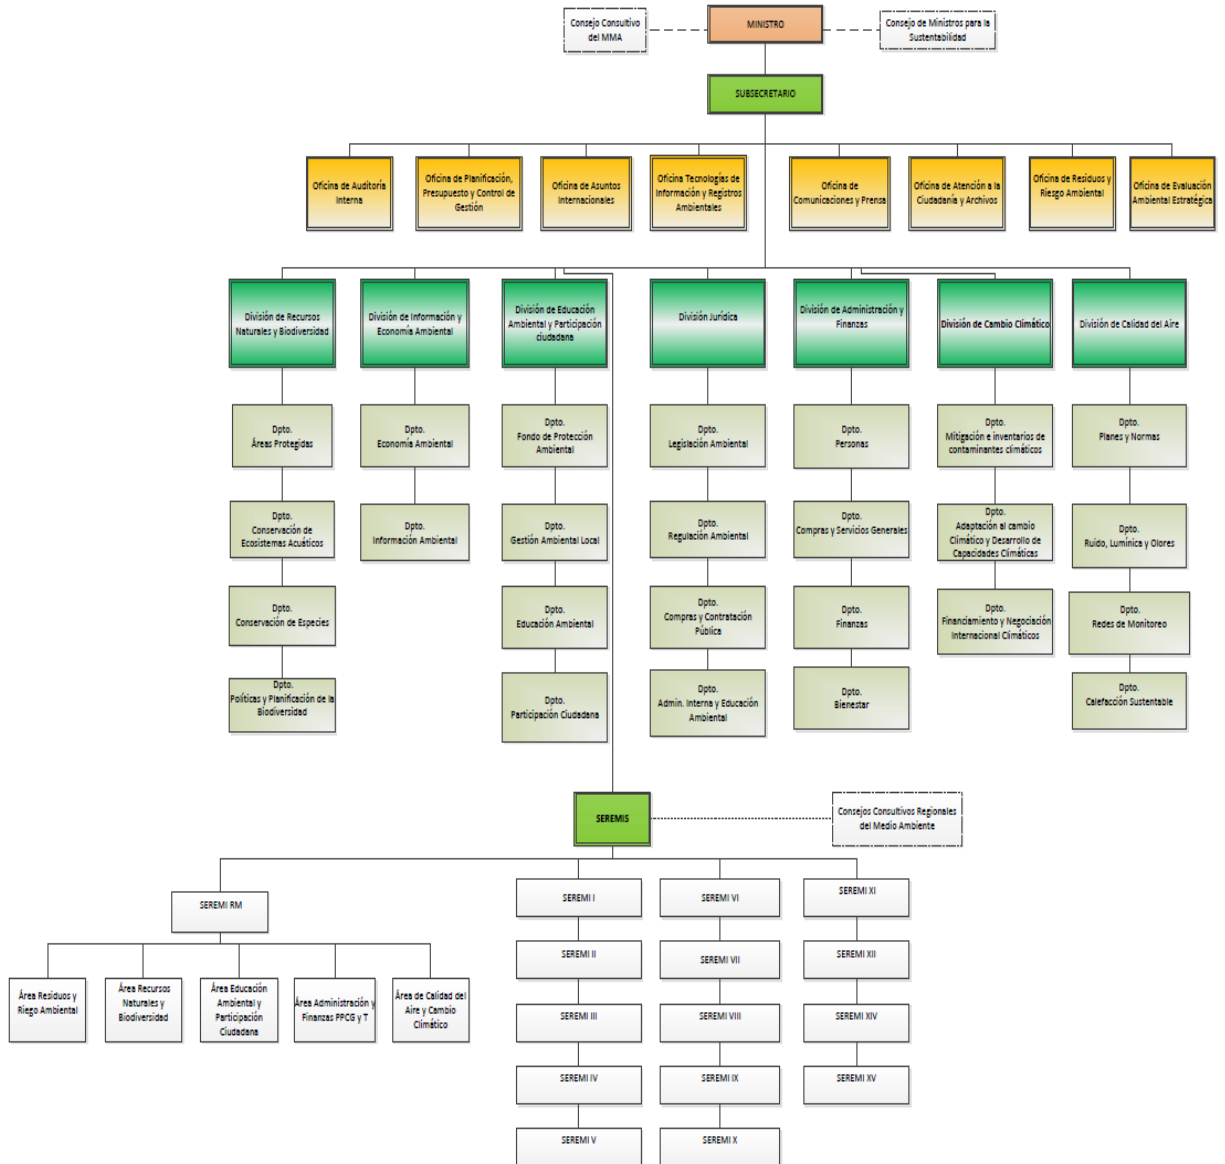 Consejo Consultivo
del MMA
MINISTRO
Consejo de Ministros para la
Sustentabilidad
SUBSECRETARIO
Oficina de Auditoría
Interna
Oficina de Planificación,
Presupuesto y Control de
Gestión
Oficina de Asuntos
Internacionales
Oficina Tecnologías de
Información y Registros
Ambientales
Oficina de
Comunicaciones y Prensa
Oficina de Atención a la
Ciudadanía y Archivos
Oficina de Residuos y
Riesgo Ambiental
Oficina de Evaluación
Ambiental Estratégica
División de Recursos
Naturales y Biodiversidad
División de Información y
Economía Ambiental
División de Educación
Ambiental y Participación
ciudadana
División Jurídica
División de Administración y
Finanzas
División de Cambio Climático
División de Calidad del Aire
Dpto.
Áreas Protegidas
Dpto.
Economía Ambiental
Dpto.
Fondo de Protección
Ambiental
Dpto.
Legislación Ambiental
Dpto.
Personas
Dpto.
Mitigación e inventarios de
contaminantes climáticos
Dpto.
Planes y Normas
Dpto.
Conservación de
Ecosistemas Acuáticos
Dpto.
Información Ambiental
Dpto.
Gestión Ambiental Local
Dpto.
Regulación Ambiental
Dpto.
Compras y Servicios Generales
Dpto.
Adaptación al cambio
Climático y Desarrollo de
Capacidades Climáticas
Dpto.
Ruido, Lumínica y Olores
Dpto.
Conservación de Especies
Dpto.
Educación Ambiental
Dpto.
Compras y Contratación
Pública
Dpto.
Finanzas
Dpto.
Financiamiento y Negociación
Internacional Climáticos
Dpto.
Redes de Monitoreo
Dpto.
Políticas y Planificación de la
Biodiversidad
Dpto.
Participación Ciudadana
Dpto.
Admin. Interna y Educación
Ambiental
Dpto.
Bienestar
Dpto.
Calefacción Sustentable
SEREMIS
Consejos Consultivos Regionales
del Medio Ambiente
SEREMI RM
SEREMI I
SEREMI VI
SEREMI XI
SEREMI II
SEREMI VII
SEREMI XII
Área Residuos y
Riego Ambiental
Área Recursos
Naturales y
Biodiversidad
Área Educación
Ambiental y
Participación
Ciudadana
Área Administración y
Finanzas PPCG y T
Área de Calidad del
Aire y Cambio
Climático
SEREMI III
SEREMI VIII
SEREMI XIV
SEREMI IV
SEREMI IX
SEREMI XV
SEREMI V
SEREMI X